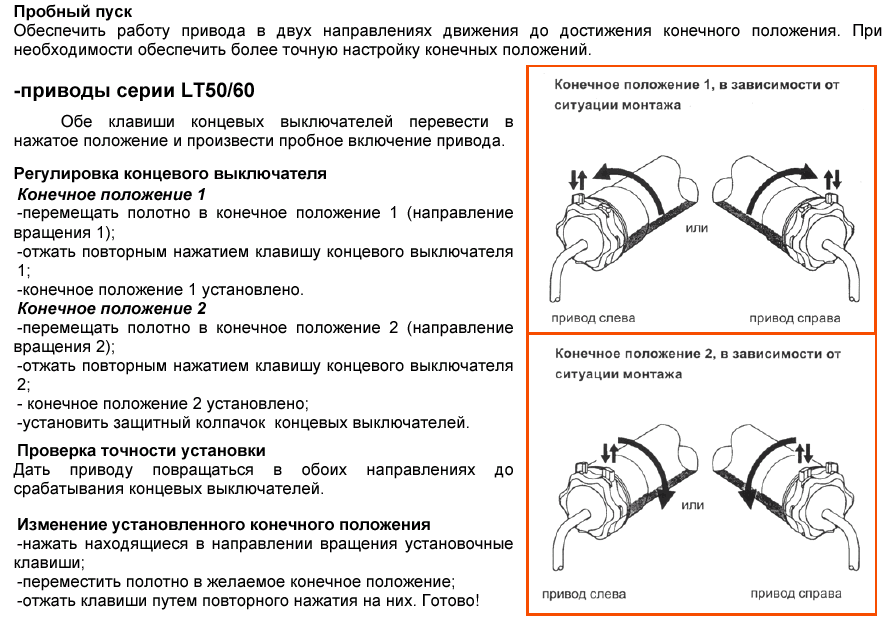 Пробный пуск
Обеспечить работу привода в двух направлениях движения до достижения конечного положения. При
необходимости обеспечить более точную настройку конечных положений.
-приводы серии LT50/60
Обе клавиши концевых выключателей перевести в
нажатое положение и произвести пробное включение привода.
Регулировка концевого выключателя
Конечное положение 1
-перемещать полотно в конечное положение 1 (направление
вращения 1);
-отжать повторным нажатием клавишу концевого выключателя
1;
-конечное положение 1 установлено.
Конечное положение 2
-перемещать полотно в конечное положение 2 (направление
вращения 2);
-отжать повторным нажатием клавишу концевого выключателя
2;
- конечное положение 2 установлено;
-установить защитный колпачок концевых выключателей.
Проверка точности установки
Дать приводу повращаться в обоих направлениях до
срабатывания концевых выключателей.
Изменение установленного конечного положения
-нажать находящиеся в направлении вращения установочные
клавиши;
-переместить полотно в желаемое конечное положение;
-отжать клавиши путем повторного нажатия на них. Готово!
Конечное положение 1, в зависимости от
ситуации монтажа
или
привод слева
привод справа
Конечное положение 2, в зависимости от
ситуации монтажа
или
привод слева
привод справа